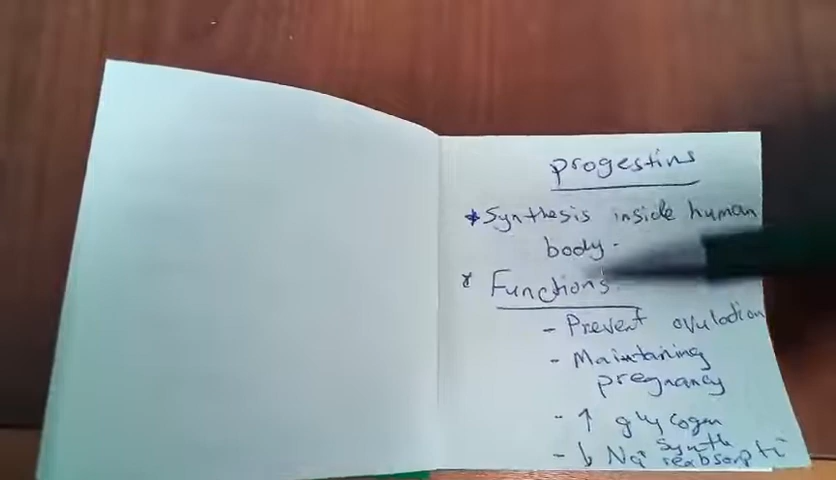 progestins
* Synthesis inside human
body.
* Functions
- Prevent ovulation
- Maintaining
pregnancy
- ↑ glycogen
synth
- ↓ Na+ reabsorpti